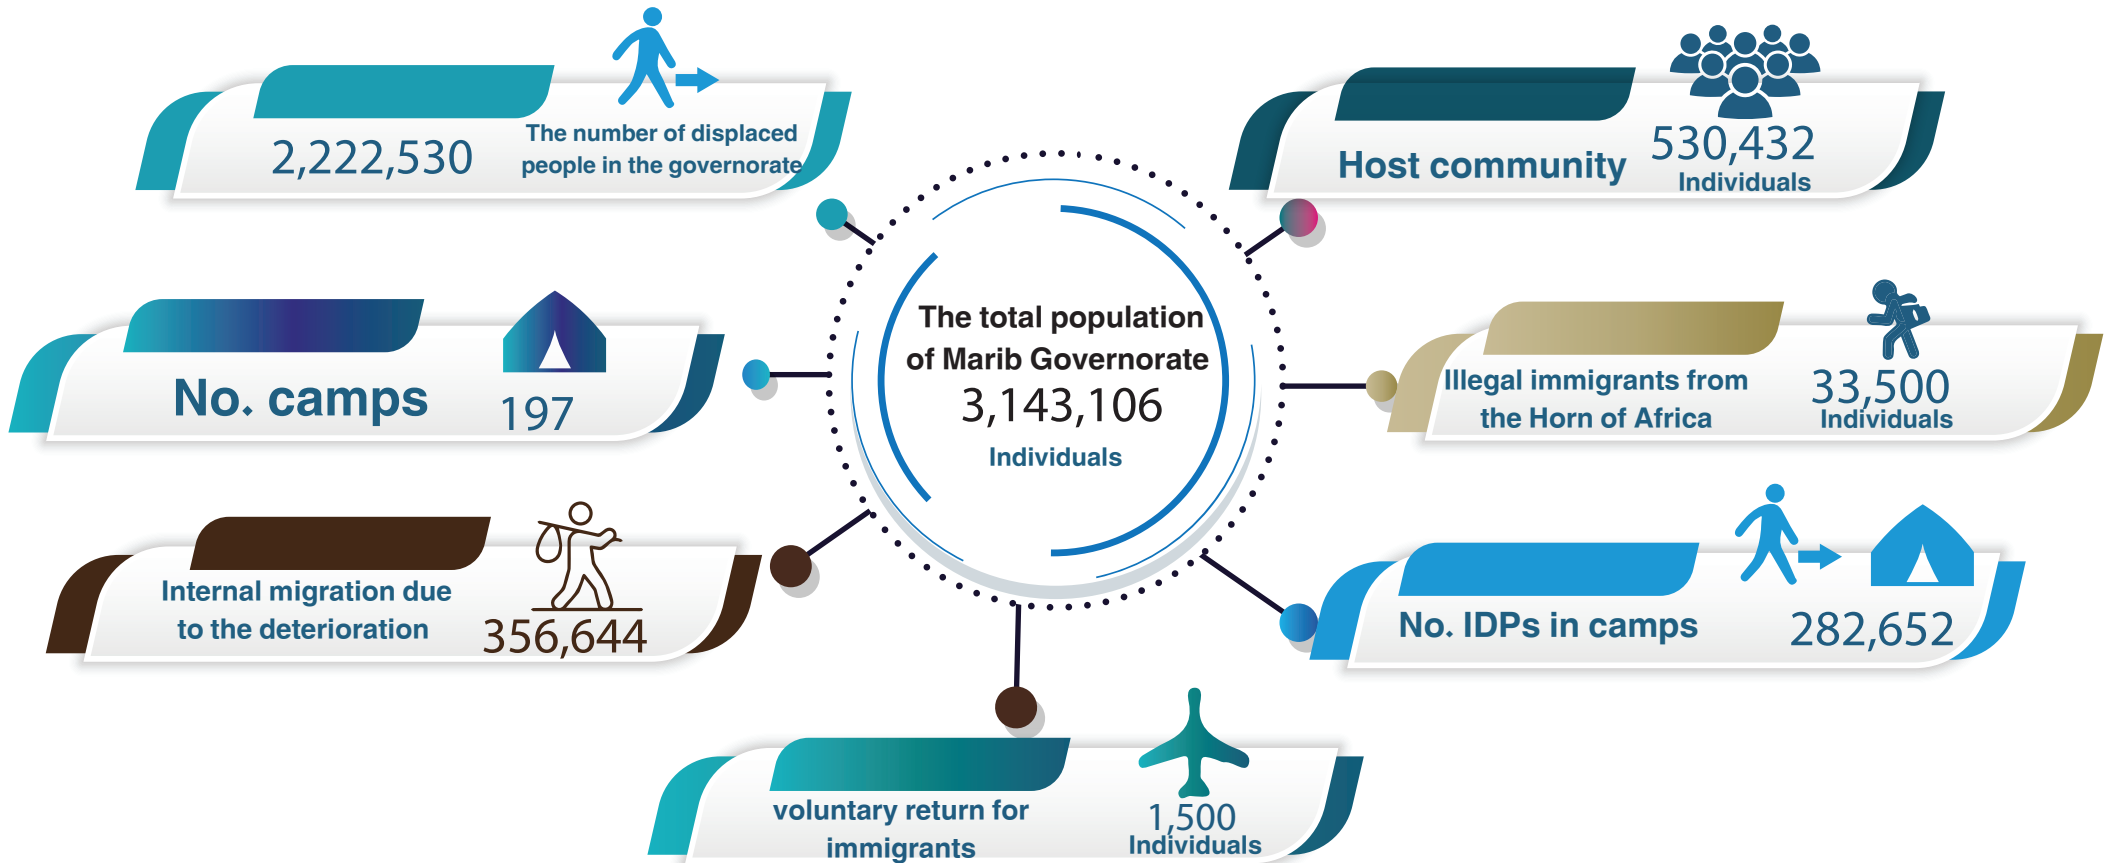 2,222,530
The number of displaced
people in the governorate
Host community
530,432
Individuals
No. camps
197
The total population
of Marib Governorate
3,143,106
Individuals
Illegal immigrants from
the Horn of Africa
33,500
Individuals
Internal migration due
to the deterioration
356,644
No. IDPs in camps
282,652
voluntary return for
immigrants
1,500
Individuals